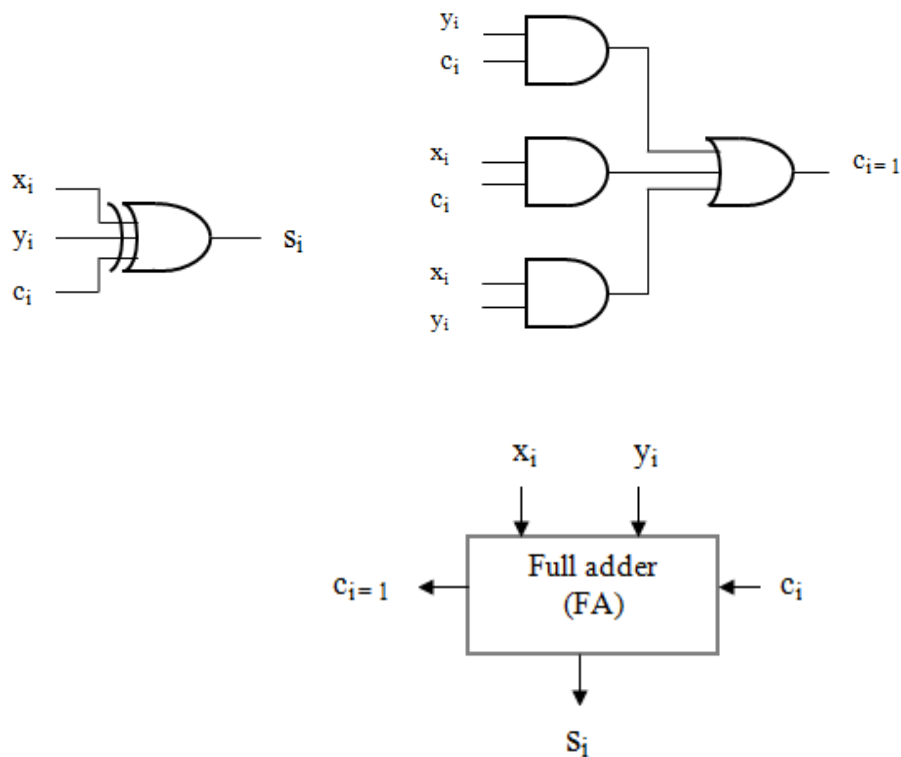 xᵢ
yᵢ
cᵢ
sᵢ
yᵢ
cᵢ
xᵢ
cᵢ
xᵢ
yᵢ
cᵢ₌₁
xᵢ yᵢ
cᵢ₌₁
Full adder
(FA)
cᵢ
sᵢ